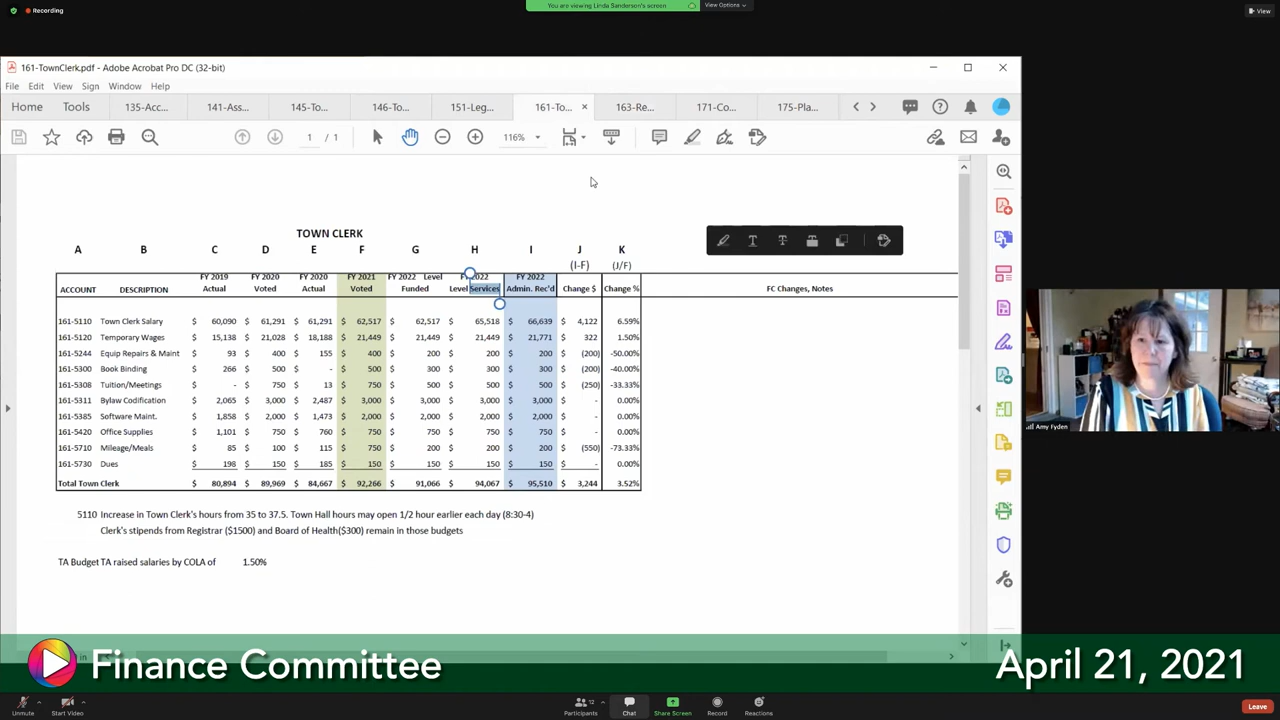 Recording
You are viewing Linda Sanderson's screen
View Options
View
161-TownClerk.pdf - Adobe Acrobat Pro DC (32-bit)
File Edit View Sign Window Help
Home Tools 135-Acc... 141-Ass... 145-To... 146-To... 151-Leg... 161-To... × 163-Re... 171-Co... 175-Pla...
1 / 1 116%
TOWN CLERK
A B C D E F G H I J K
(I-F) (J/F)
FY 2019 FY 2020 FY 2020 FY 2021 FY 2022 Level FY 2022 FY 2022
ACCOUNT DESCRIPTION Actual Voted Actual Voted Funded Level Services Admin. Rec'd Change $ Change % FC Changes, Notes
161-5110 Town Clerk Salary $ 60,090 $ 61,291 $ 61,291 $ 62,517 $ 62,517 $ 65,518 $ 66,639 $ 4,122 6.59%
161-5120 Temporary Wages $ 15,138 $ 21,028 $ 18,188 $ 21,449 $ 21,449 $ 21,449 $ 21,771 $ 322 1.50%
161-5244 Equip Repairs & Maint $ 93 $ 400 $ 155 $ 400 $ 200 $ 200 $ 200 $ (200) -50.00%
161-5300 Book Binding $ 266 $ 500 $ - $ 500 $ 300 $ 300 $ 300 $ (200) -40.00%
161-5308 Tuition/Meetings $ - $ 750 $ 13 $ 750 $ 500 $ 500 $ 500 $ (250) -33.33%
161-5311 Bylaw Codification $ 2,065 $ 3,000 $ 2,487 $ 3,000 $ 3,000 $ 3,000 $ 3,000 $ - 0.00%
161-5385 Software Maint. $ 1,858 $ 2,000 $ 1,473 $ 2,000 $ 2,000 $ 2,000 $ 2,000 $ - 0.00%
161-5420 Office Supplies $ 1,101 $ 750 $ 763 $ 750 $ 750 $ 750 $ 750 $ - 0.00%
161-5710 Mileage/Meals $ 85 $ 100 $ 115 $ 750 $ 200 $ 200 $ 200 $ (550) -73.33%
161-5730 Dues $ 198 $ 150 $ 185 $ 150 $ 150 $ 150 $ 150 $ - 0.00%
Total Town Clerk $ 80,894 $ 89,969 $ 84,667 $ 92,266 $ 91,066 $ 94,067 $ 95,510 $ 3,244 3.52%
5110 Increase in Town Clerk's hours from 35 to 37.5. Town Hall hours may open 1/2 hour earlier each day (8:30-4)
Clerk's stipends from Registrar ($1500) and Board of Health($300) remain in those budgets
TA Budget TA raised salaries by COLA of 1.50%
Amy Fyden
Finance Committee
April 21, 2021
Unmute Start Video Participants 12 Chat Share Screen Record Reactions Leave